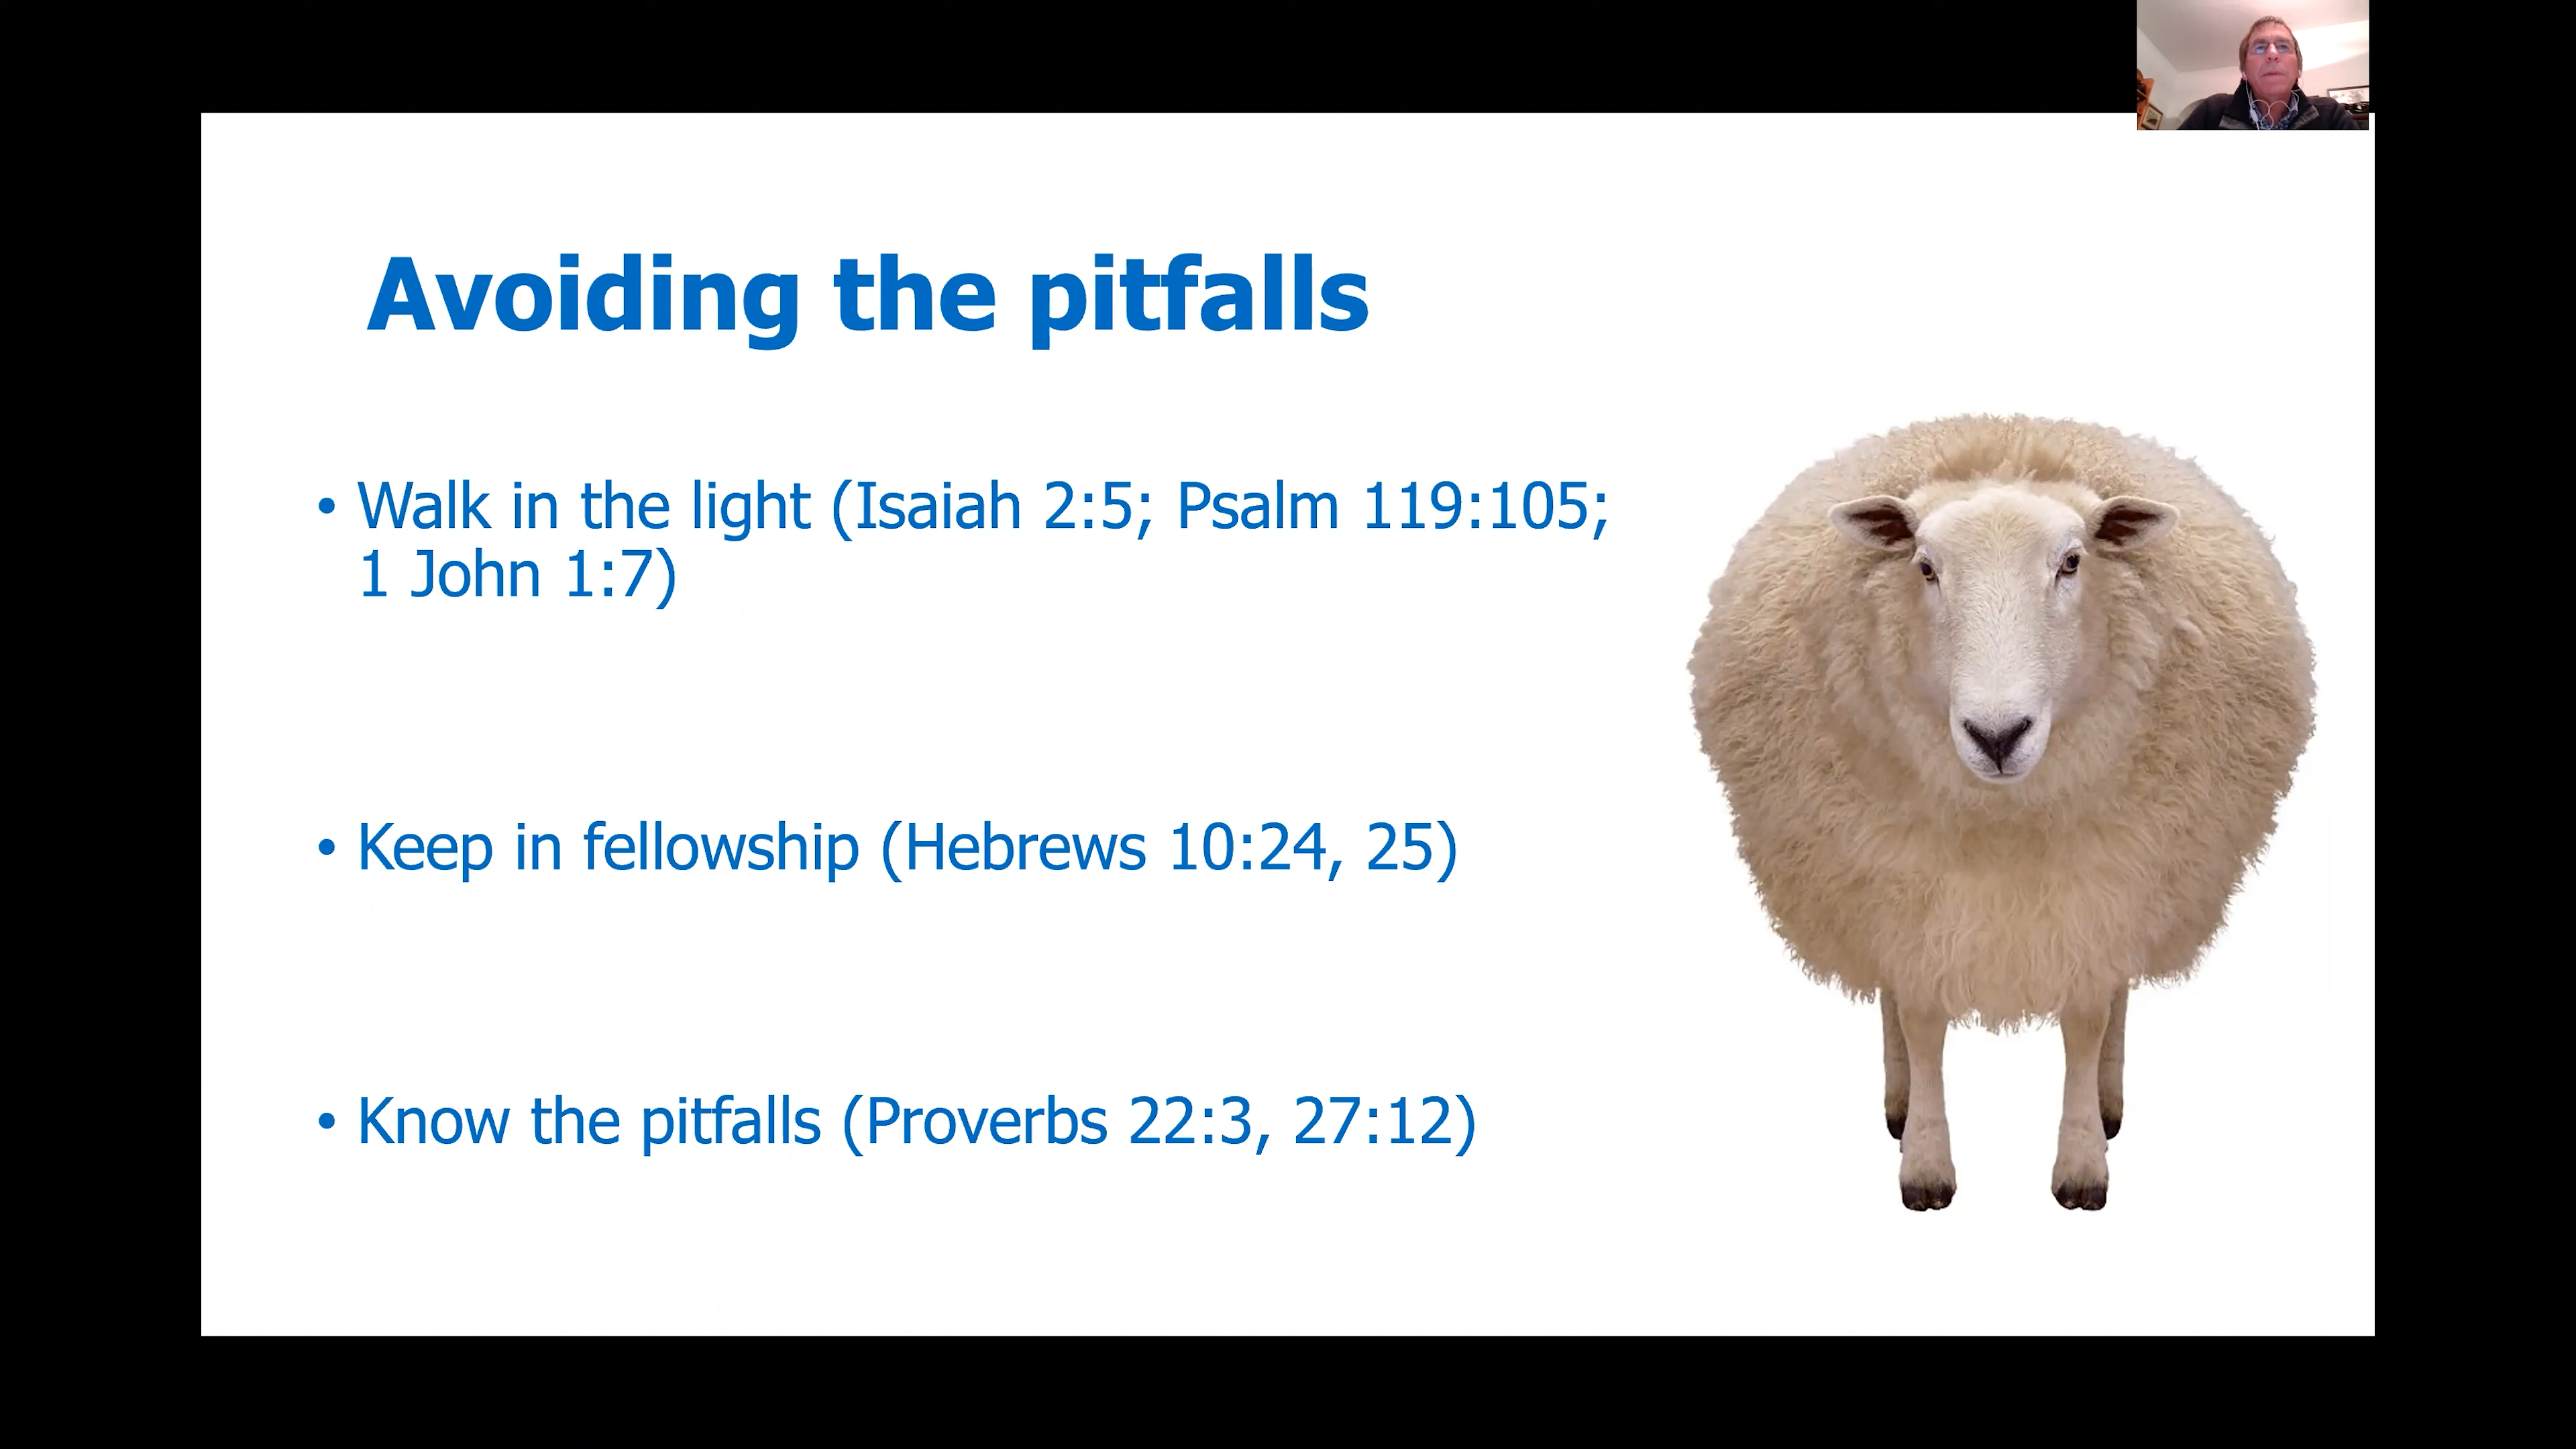 Avoiding the pitfalls
• Walk in the light (Isaiah 2:5; Psalm 119:105;
1 John 1:7)
• Keep in fellowship (Hebrews 10:24, 25)
• Know the pitfalls (Proverbs 22:3, 27:12)